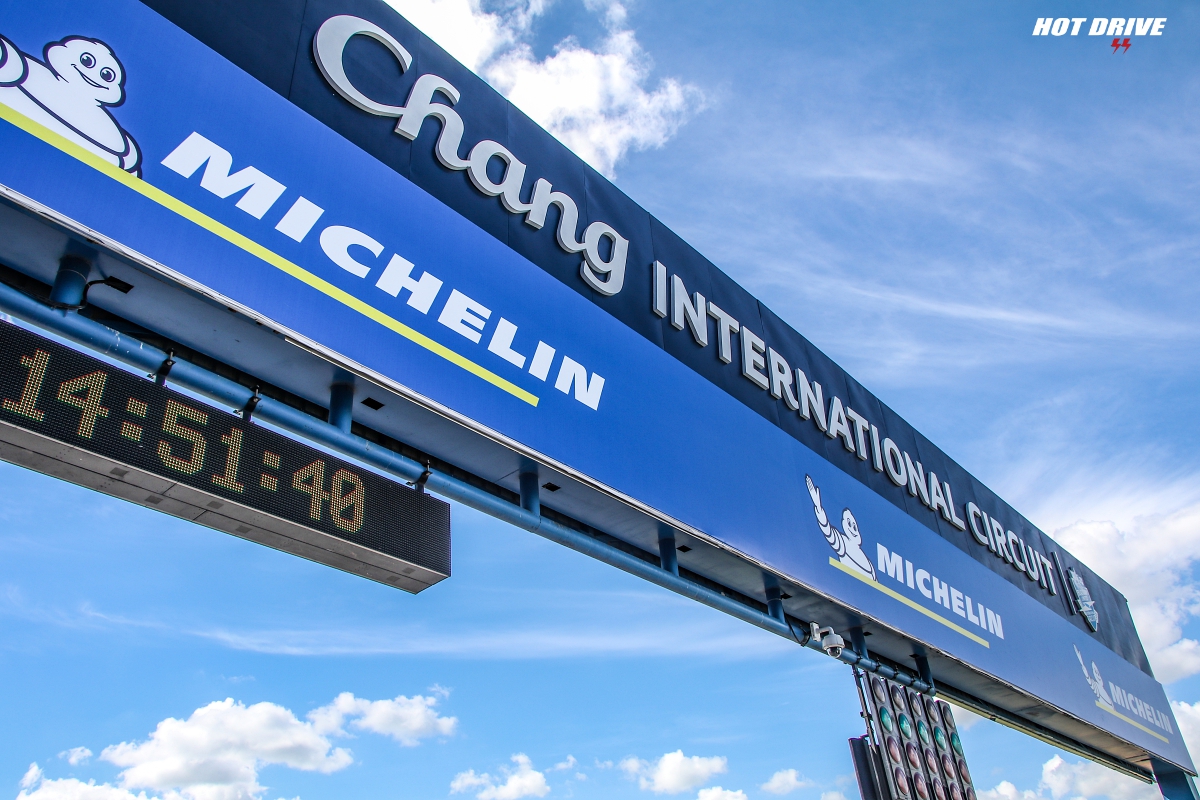 HOT DRIVE
Chang INTERNATIONAL CIRCUIT
MICHELIN
MICHELIN
MICHELIN
14:51:40